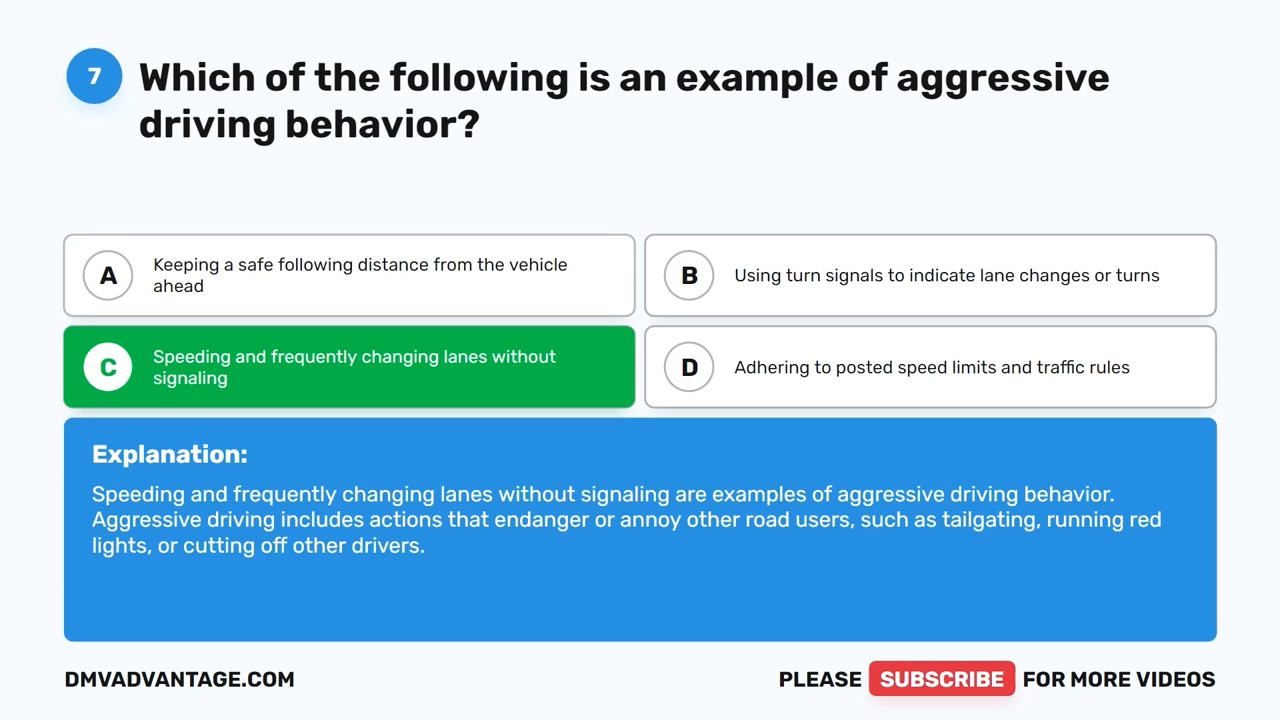 7
Which of the following is an example of aggressive
driving behavior?
A
Keeping a safe following distance from the vehicle
ahead
B
Using turn signals to indicate lane changes or turns
C
Speeding and frequently changing lanes without
signaling
D
Adhering to posted speed limits and traffic rules
Explanation:
Speeding and frequently changing lanes without signaling are examples of aggressive driving behavior.
Aggressive driving includes actions that endanger or annoy other road users, such as tailgating, running red
lights, or cutting off other drivers.
DMVADVANTAGE.COM
PLEASE SUBSCRIBE FOR MORE VIDEOS